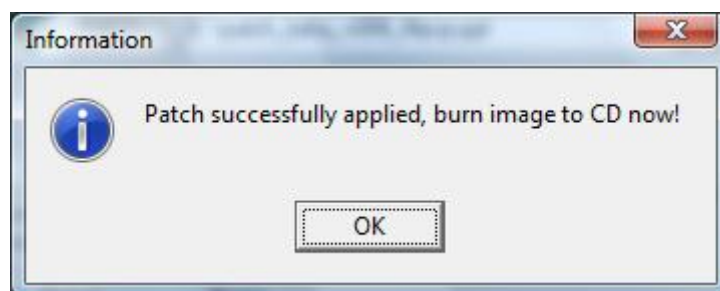 Information
Patch successfully applied, burn image to CD now!
OK